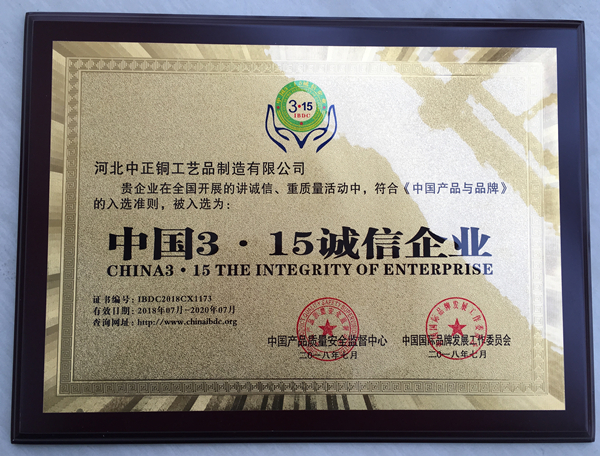 3·15
IBDC
河北中正铜工艺品制造有限公司
贵企业在全国开展的讲诚信、重质量活动中，符合《中国产品与品牌》
的入选准则，被入选为：
中国3·15诚信企业
CHINA3·15 THE INTEGRITY OF ENTERPRISE
证书编号：IBDC2018CX1173
有效日期：2018年07月-2020年07月
查询网址：http://www.chinaibdc.org
中国产品质量安全监督中心
二〇一八年七月
中国国际品牌发展工作委员会
二〇一八年七月